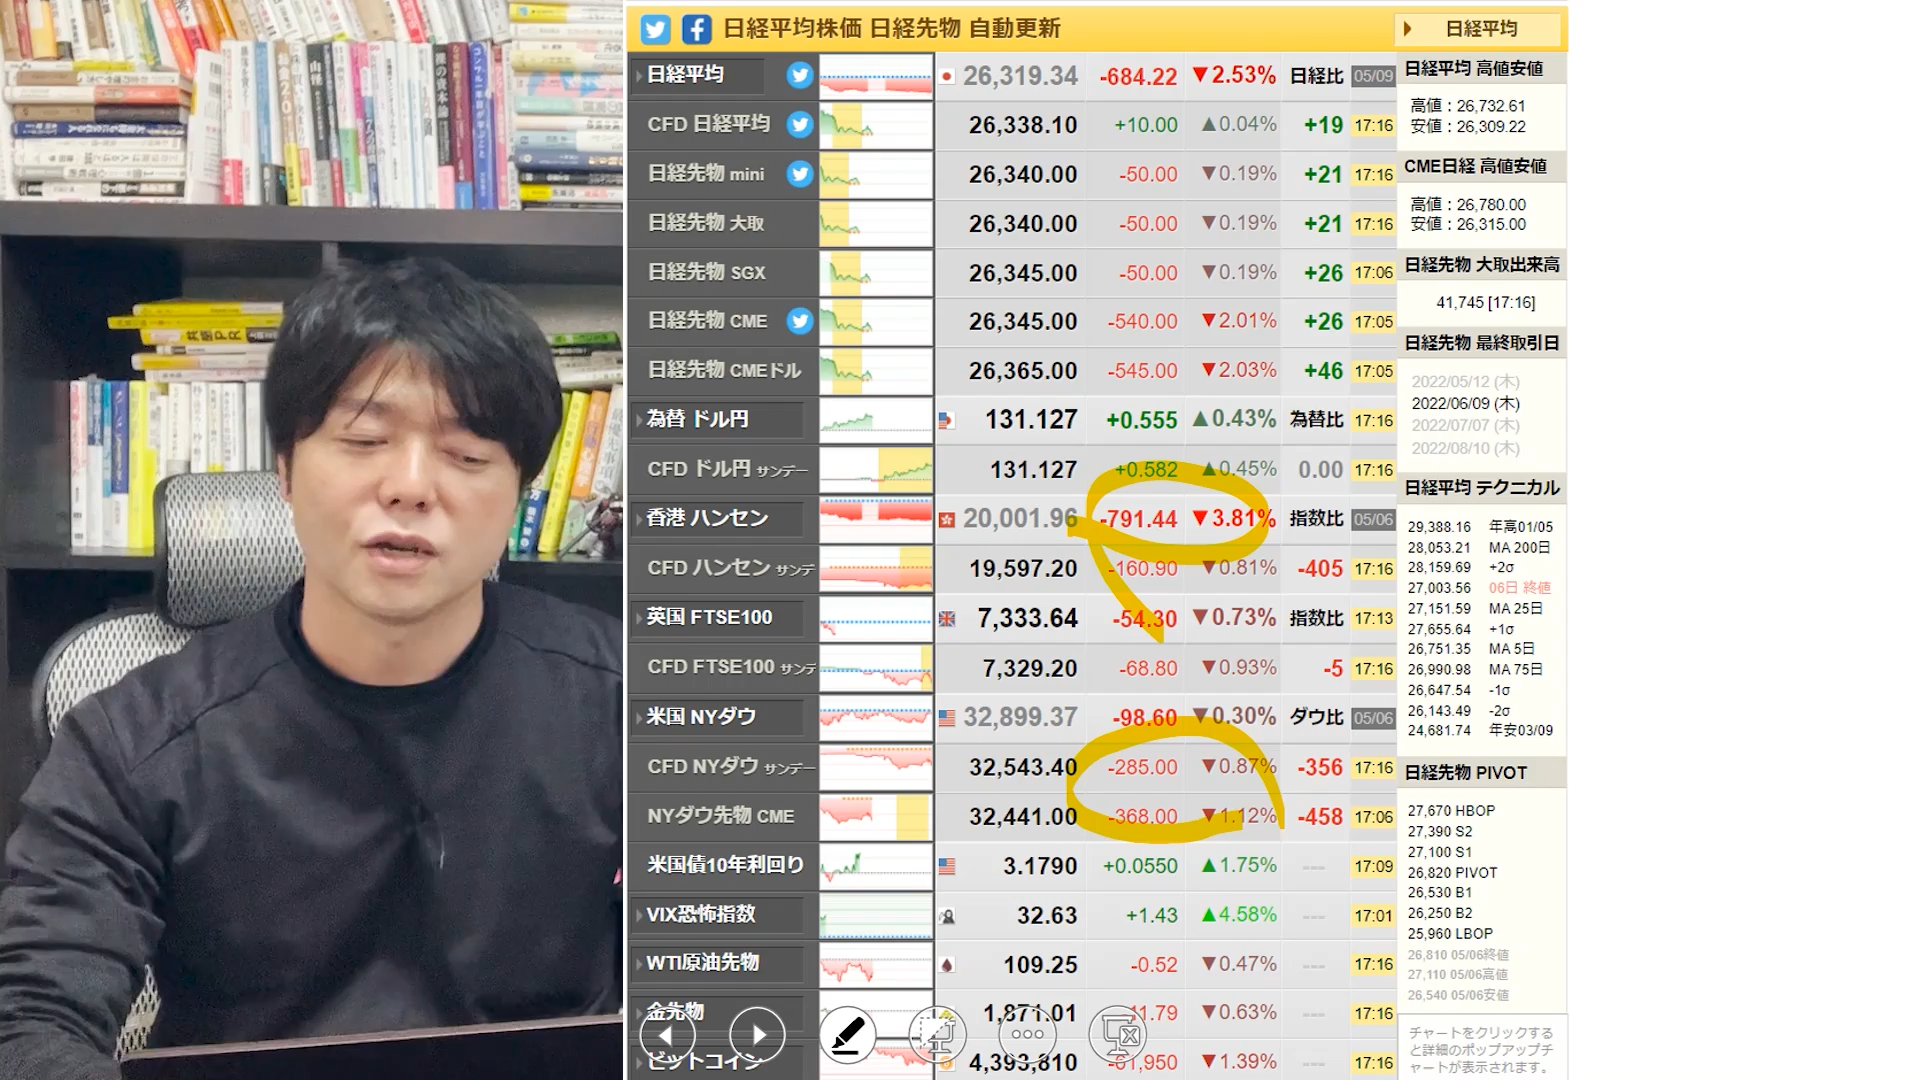 日経平均株価 日経先物 自動更新
日経平均
日経平均 26,319.34 -684.22 ▼2.53% 日経比 05/09
CFD 日経平均 26,338.10 +10.00 ▲0.04% +19 17:16
日経先物 mini 26,340.00 -50.00 ▼0.19% +21 17:16
日経先物 大取 26,340.00 -50.00 ▼0.19% +21 17:16
日経先物 SGX 26,345.00 -50.00 ▼0.19% +26 17:06
日経先物 CME 26,345.00 -540.00 ▼2.01% +26 17:05
日経先物 CMEドル 26,365.00 -545.00 ▼2.03% +46 17:05
為替 ドル円 131.127 +0.555 ▲0.43% 為替比 17:16
CFD ドル円 サンデー 131.127 +0.582 ▲0.45% 0.00 17:16
香港 ハンセン 20,001.96 -791.44 ▼3.81% 指数比 05/06
CFD ハンセン サンデ 19,597.20 -160.90 ▼0.81% -405 17:16
英国 FTSE100 7,333.64 -54.30 ▼0.73% 指数比 17:13
CFD FTSE100 サンデ 7,329.20 -68.80 ▼0.93% -5 17:16
米国 NYダウ 32,899.37 -98.60 ▼0.30% ダウ比 05/06
CFD NYダウ サンデー 32,543.40 -285.00 ▼0.87% -356 17:16
NYダウ先物 CME 32,441.00 -368.00 ▼1.12% -458 17:06
米国債10年利回り 3.1790 +0.0550 ▲1.75% --- 17:09
VIX恐怖指数 32.63 +1.43 ▲4.58% --- 17:01
WTI原油先物 109.25 -0.52 ▼0.47% --- 17:16
金先物 1,871.01 11.79 ▼0.63% --- 17:16
ビットコイン 4,393,810 -61,950 ▼1.39% --- 17:16
日経平均 高値安値
高値：26,732.61
安値：26,309.22
CME日経 高値安値
高値：26,780.00
安値：26,315.00
日経先物 大取出来高
41,745 [17:16]
日経先物 最終取引日
2022/05/12 (木)
2022/06/09 (木)
2022/07/07 (木)
2022/08/10 (木)
日経平均 テクニカル
29,388.16 年高01/05
28,053.21 MA 200日
28,159.69 +2σ
27,003.56 06日 終値
27,151.59 MA 25日
27,655.64 +1σ
26,751.35 MA 5日
26,990.98 MA 75日
26,647.54 -1σ
26,143.49 -2σ
24,681.74 年安03/09
日経先物 PIVOT
27,670 HBOP
27,390 S2
27,100 S1
26,820 PIVOT
26,530 B1
26,250 B2
25,960 LBOP
26,810 05/06終値
27,110 05/06高値
26,540 05/06安値
チャートをクリックする
と詳細のポップアップチ
ャートが表示されます。